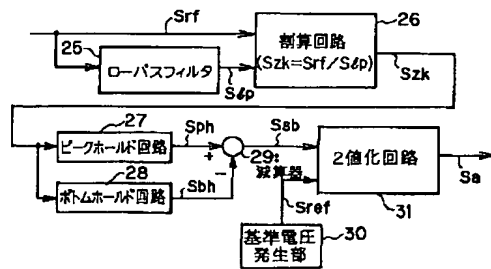 Srf
25
ローパスフィルタ
Sℓp
26
割算回路
(Szk=Srf/Sℓp)
Szk
27
ピークホールド回路
Sph
+
28
ボトムホールド回路
Sbh
-
29:減算器
Ssb
2値化回路
31
Sa
Sref
基準電圧
発生部
30